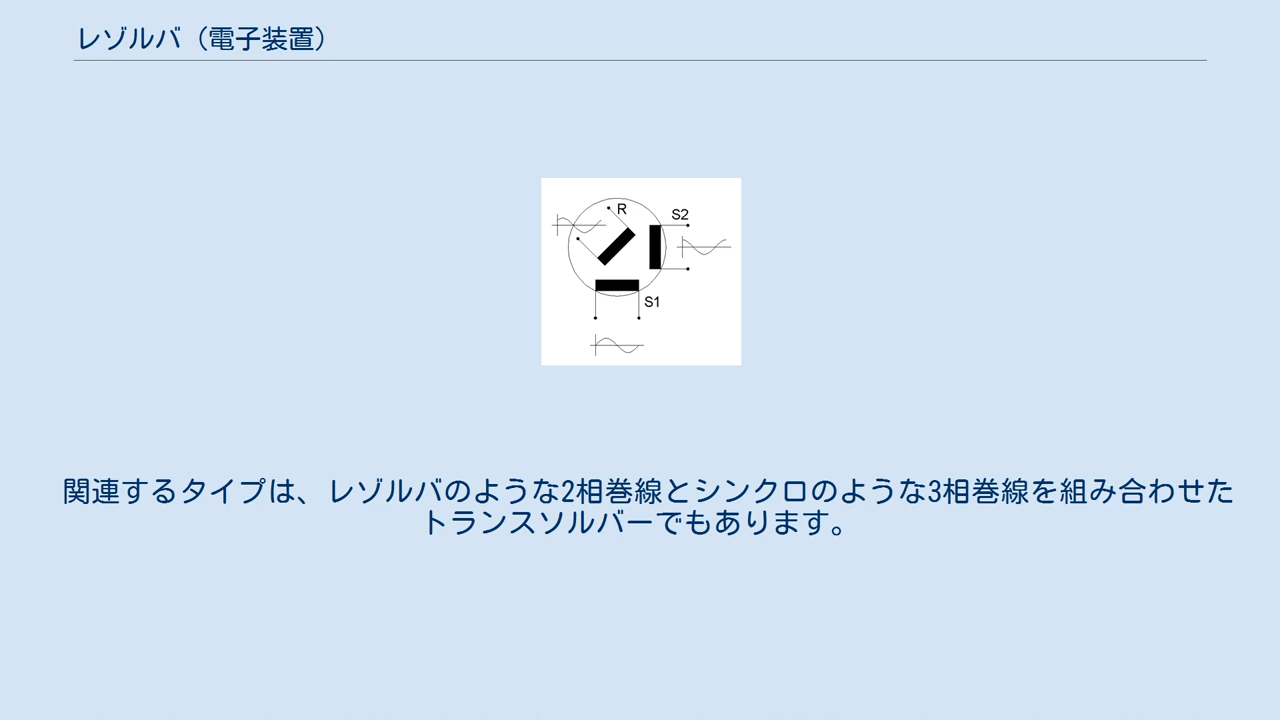 レゾルバ（電子装置）
R
S2
S1
関連するタイプは、レゾルバのような2相巻線とシンクロのような3相巻線を組み合わせた
トランスソルバーでもあります。